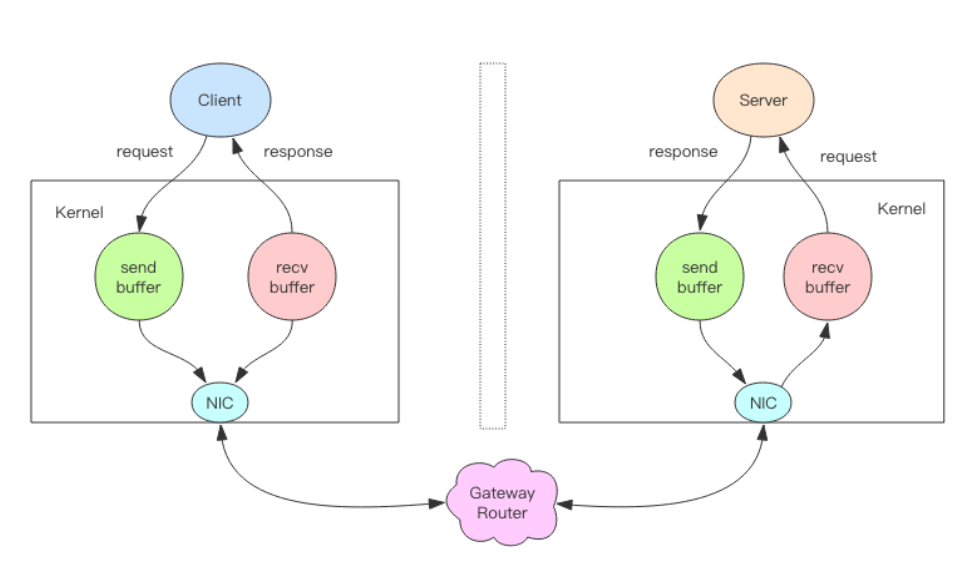 Client
Server
request
response
response
request
Kernel
Kernel
send
buffer
recv
buffer
send
buffer
recv
buffer
NIC
NIC
Gateway
Router